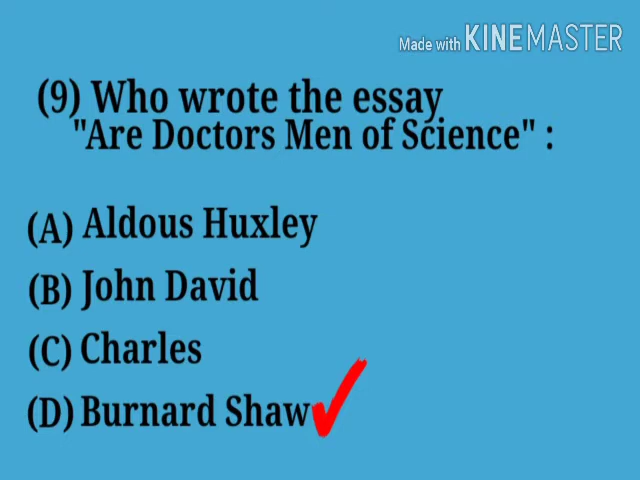 Made with KINEMASTER
(9) Who wrote the essay
"Are Doctors Men of Science" :
(A) Aldous Huxley
(B) John David
(C) Charles
(D) Burnard Shaw